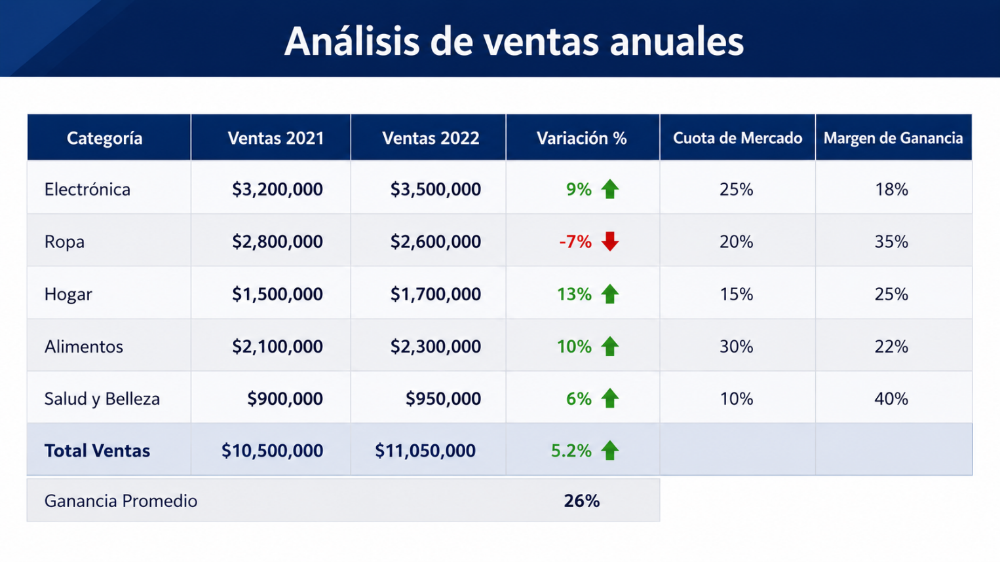 Análisis de ventas anuales
Categoría Ventas 2021 Ventas 2022 Variación % Cuota de Mercado Margen de Ganancia
Electrónica $3,200,000 $3,500,000 9% 25% 18%
Ropa $2,800,000 $2,600,000 -7% 20% 35%
Hogar $1,500,000 $1,700,000 13% 15% 25%
Alimentos $2,100,000 $2,300,000 10% 30% 22%
Salud y Belleza $900,000 $950,000 6% 10% 40%
Total Ventas $10,500,000 $11,050,000 5.2%
Ganancia Promedio 26%